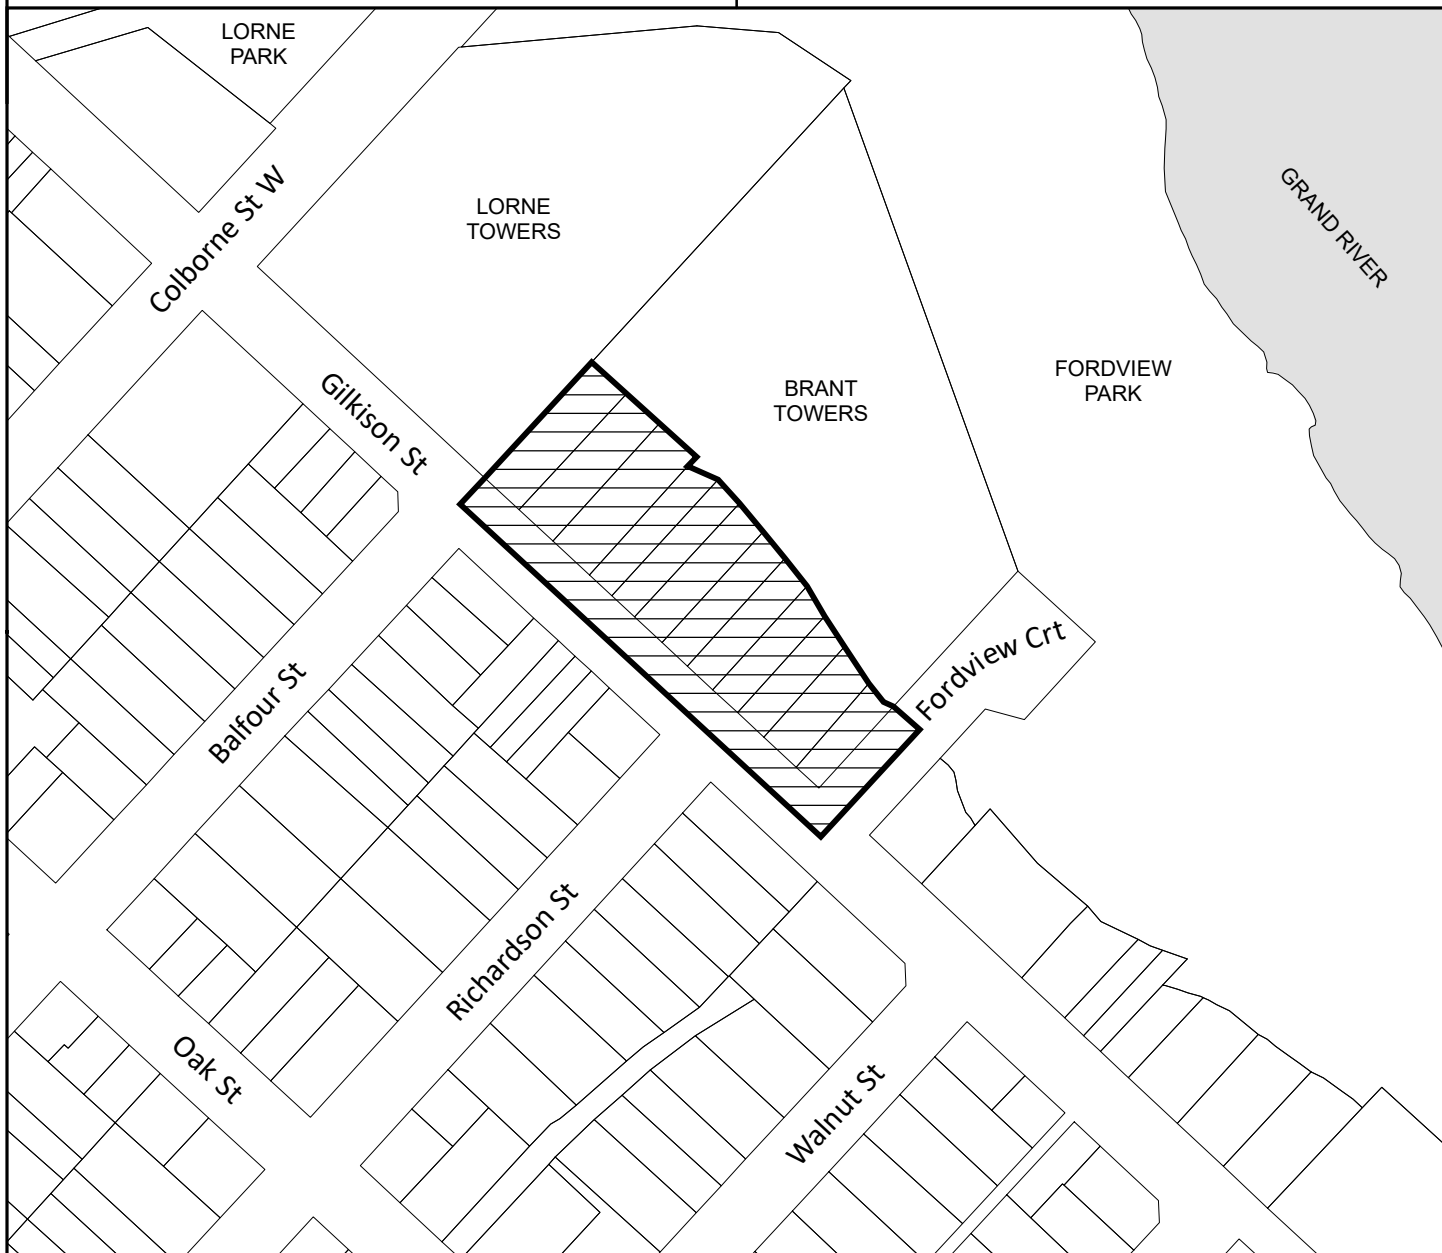 LORNE
PARK
Colborne St W
LORNE
TOWERS
GRAND RIVER
Gilkison St
BRANT
TOWERS
FORDVIEW
PARK
Fordview Crt
Balfour St
Richardson St
Oak St
Walnut St